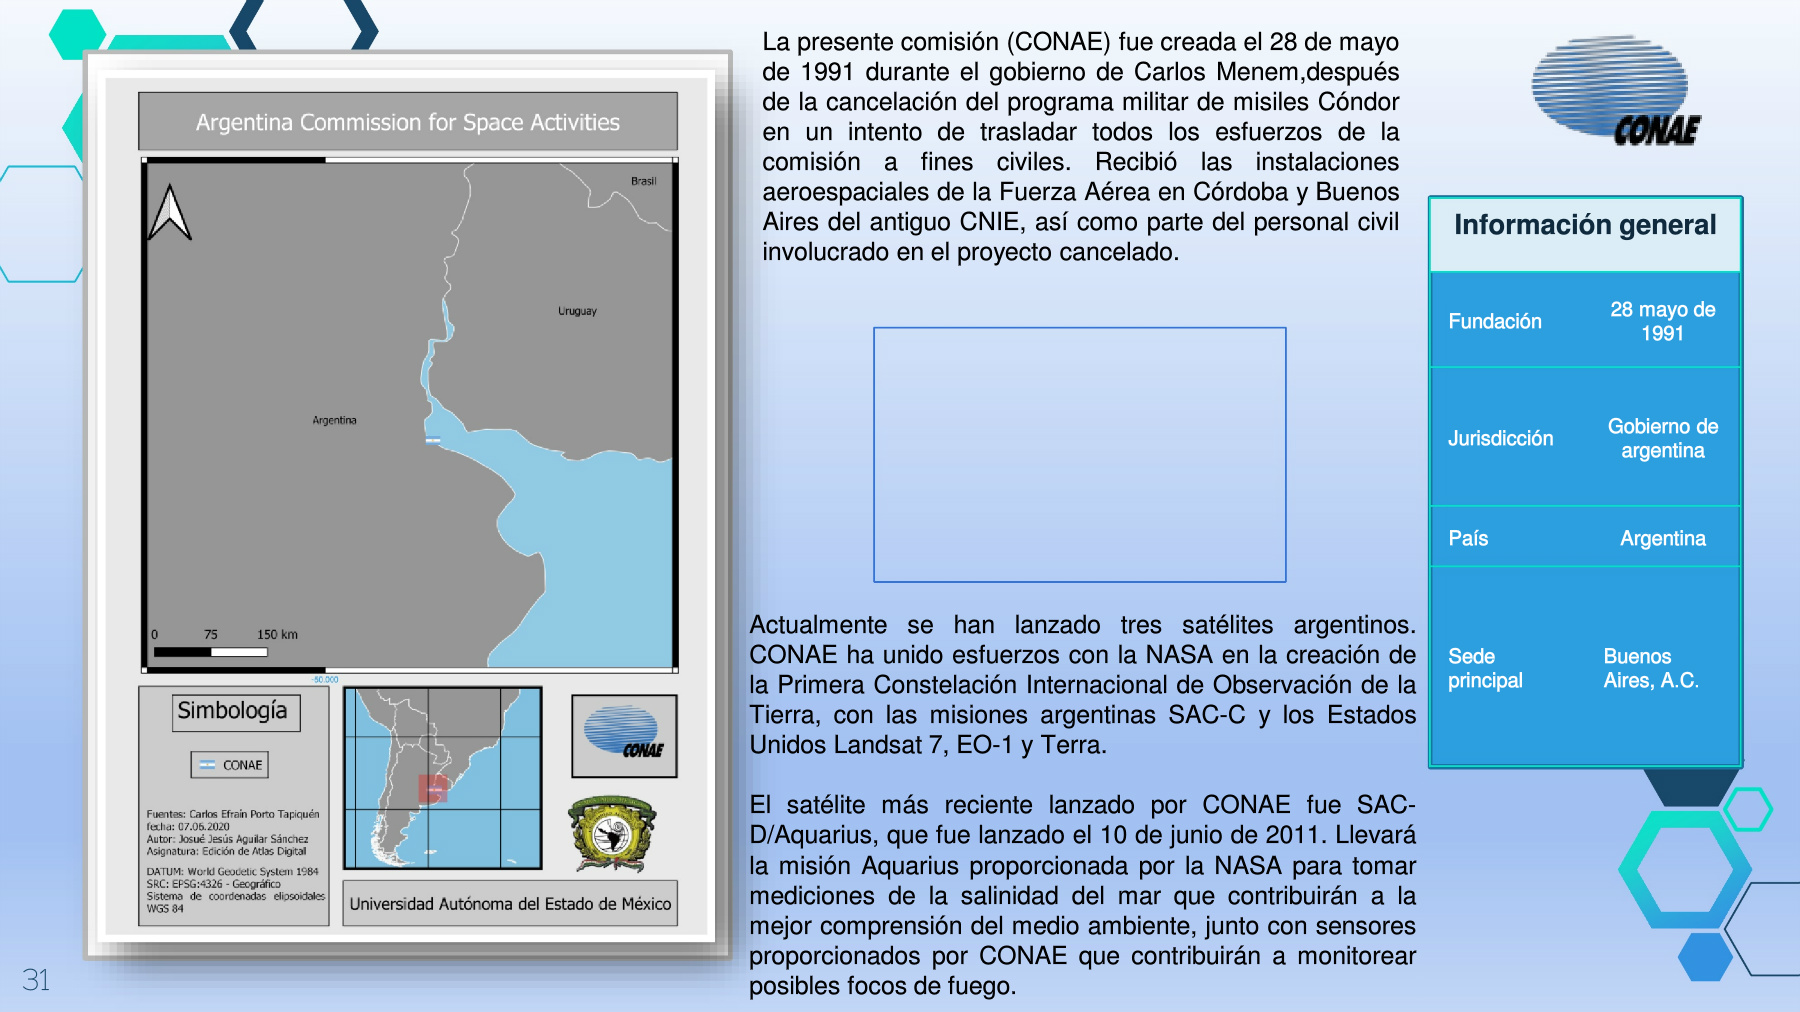 Argentina Commission for Space Activities
Brasil
Uruguay
Argentina
0 75 150 km
-50.000
Simbología
CONAE
Fuentes: Carlos Efraín Porto Tapiquén
fecha: 07.06.2020
Autor: Josué Jesús Aguilar Sánchez
Asignatura: Edición de Atlas Digital
DATUM: World Geodetic System 1984
SRC: EPSG:4326 - Geográfico
Sistema de coordenadas elipsoidales
WGS 84
CONAE
Universidad Autónoma del Estado de México
31
La presente comisión (CONAE) fue creada el 28 de mayo
de 1991 durante el gobierno de Carlos Menem,después
de la cancelación del programa militar de misiles Cóndor
en un intento de trasladar todos los esfuerzos de la
comisión a fines civiles. Recibió las instalaciones
aeroespaciales de la Fuerza Aérea en Córdoba y Buenos
Aires del antiguo CNIE, así como parte del personal civil
involucrado en el proyecto cancelado.
Actualmente se han lanzado tres satélites argentinos.
CONAE ha unido esfuerzos con la NASA en la creación de
la Primera Constelación Internacional de Observación de la
Tierra, con las misiones argentinas SAC-C y los Estados
Unidos Landsat 7, EO-1 y Terra.
El satélite más reciente lanzado por CONAE fue SAC-
D/Aquarius, que fue lanzado el 10 de junio de 2011. Llevará
la misión Aquarius proporcionada por la NASA para tomar
mediciones de la salinidad del mar que contribuirán a la
mejor comprensión del medio ambiente, junto con sensores
proporcionados por CONAE que contribuirán a monitorear
posibles focos de fuego.
CONAE
Información general
Fundación
28 mayo de
1991
Jurisdicción
Gobierno de
argentina
País
Argentina
Sede
principal
Buenos
Aires, A.C.